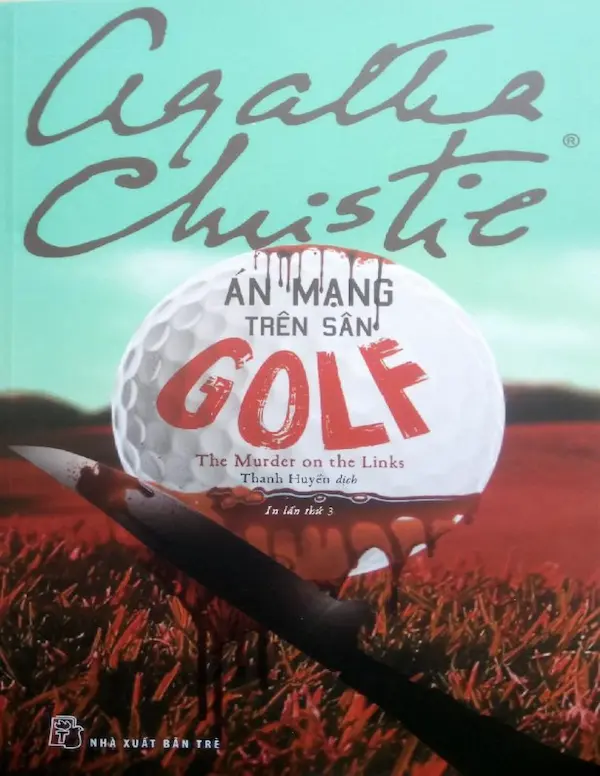 Agatha
Christie®
ÁN MẠNG
TRÊN SÂN
GOLF
The Murder on the Links
Thanh Huyền dịch
In lần thứ 3
T
NHÀ XUẤT BẢN TRẺ